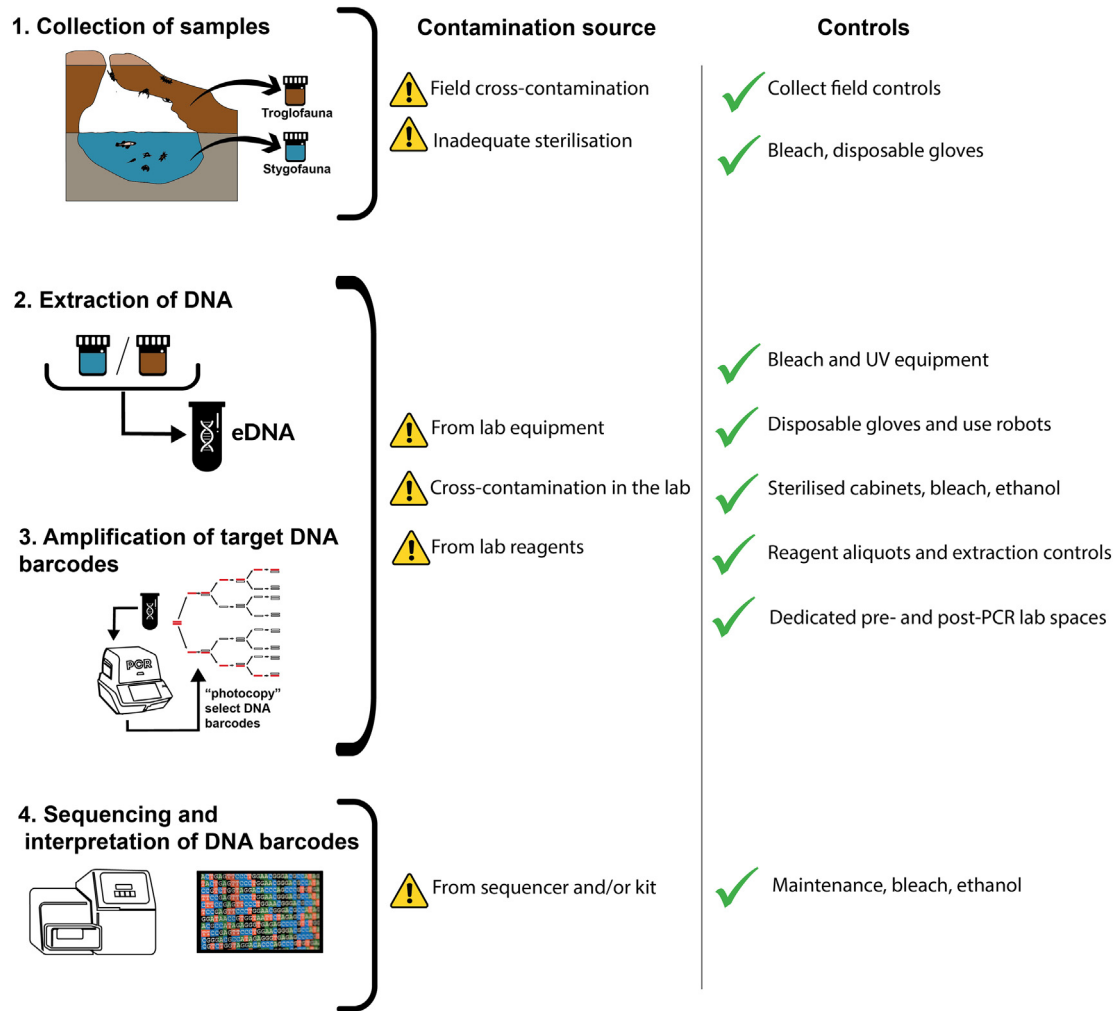 1. Collection of samples
Contamination source
Controls
Troglofauna
Stygofauna
Field cross-contamination
Inadequate sterilisation
Collect field controls
Bleach, disposable gloves
2. Extraction of DNA
eDNA
3. Amplification of target DNA
barcodes
PCR
“photocopy”
select DNA
barcodes
From lab equipment
Cross-contamination in the lab
From lab reagents
Bleach and UV equipment
Disposable gloves and use robots
Sterilised cabinets, bleach, ethanol
Reagent aliquots and extraction controls
Dedicated pre- and post-PCR lab spaces
4. Sequencing and
interpretation of DNA barcodes
From sequencer and/or kit
Maintenance, bleach, ethanol